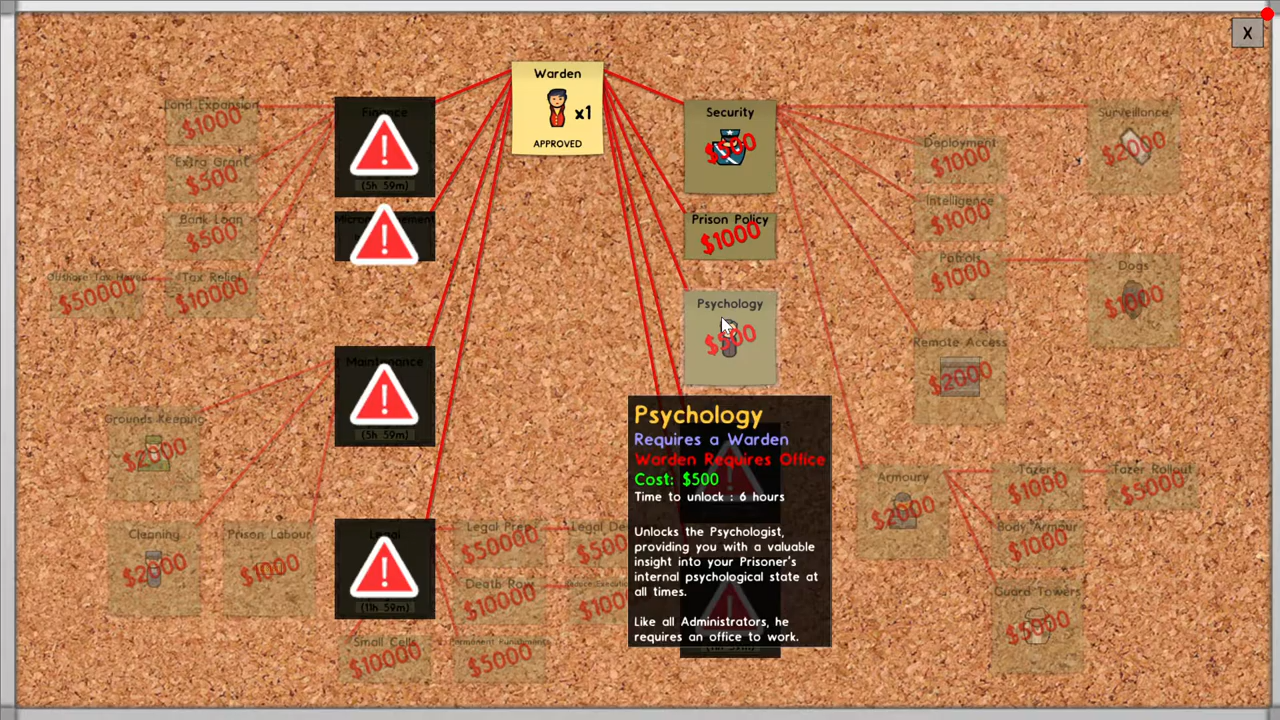 X
Warden
x1
APPROVED
Land Expansion
$1000
Extra Grant
$500
Bank Loan
$500
Offshore Tax Haven
$50000
Tax Relief
$10000
Finance
(5h 59m)
Maintenance
(5h 59m)
Grounds Keeping
$2000
Cleaning
$2000
Prison Labour
$1000
Legal
(11h 59m)
Legal Prep
$50000
Death Row
$10000
Small Cells
$10000
Permanent Punishment
$5000
Security
$500
Prison Policy
$1000
Psychology
$500
Psychology
Requires a Warden
Warden Requires Office
Cost: $500
Time to unlock : 6 hours
Unlocks the Psychologist,
providing you with a valuable
insight into your Prisoner's
internal psychological state at
all times.
Like all Administrators, he
requires an office to work.
Surveillance
$2000
Deployment
$1000
Intelligence
$1000
Patrols
$1000
Dogs
$1000
Remote Access
$2000
Armoury
$2000
Tazers
$1000
Tazer Rollout
$5000
Body Armour
$1000
Guard Towers
$5000